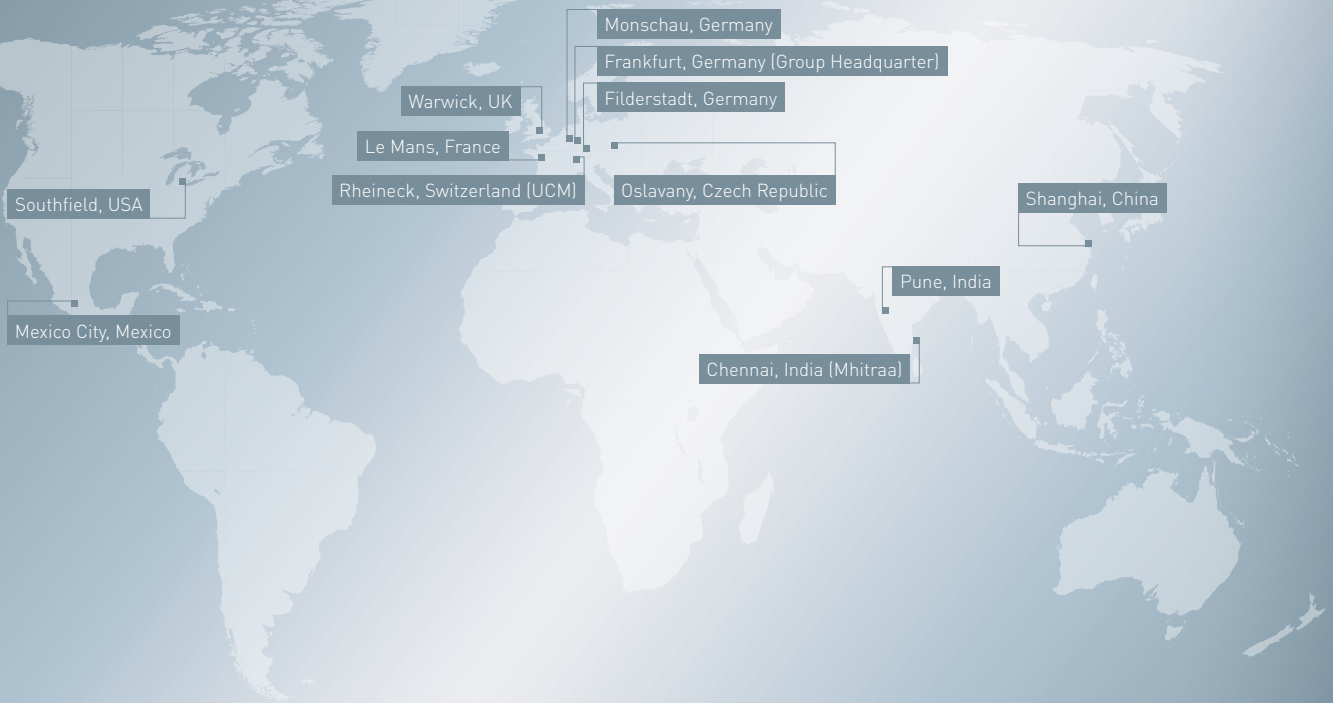 Monschau, Germany
Frankfurt, Germany (Group Headquarter)
Filderstadt, Germany
Warwick, UK
Le Mans, France
Rheineck, Switzerland (UCM)
Oslavany, Czech Republic
Southfield, USA
Shanghai, China
Pune, India
Mexico City, Mexico
Chennai, India (Mhitraa)